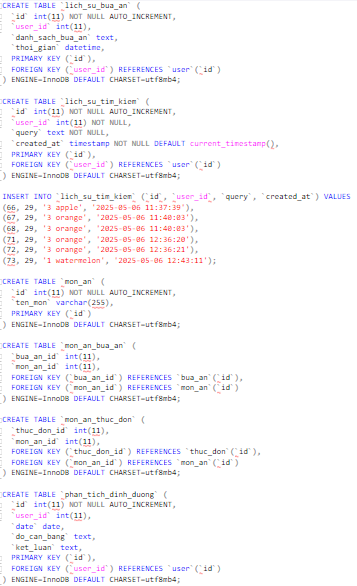 CREATE TABLE `lich_su_bua_an` (
`id` int(11) NOT NULL AUTO_INCREMENT,
`user_id` int(11),
`danh_sach_bua_an` text,
`thoi_gian` datetime,
PRIMARY KEY (`id`),
FOREIGN KEY (`user_id`) REFERENCES `user`(`id`)
) ENGINE=InnoDB DEFAULT CHARSET=utf8mb4;
CREATE TABLE `lich_su_tim_kiem` (
`id` int(11) NOT NULL AUTO_INCREMENT,
`user_id` int(11) NOT NULL,
`query` text NOT NULL,
`created_at` timestamp NOT NULL DEFAULT current_timestamp(),
PRIMARY KEY (`id`),
FOREIGN KEY (`user_id`) REFERENCES `user`(`id`)
) ENGINE=InnoDB DEFAULT CHARSET=utf8mb4;
INSERT INTO `lich_su_tim_kiem` (`id`, `user_id`, `query`, `created_at`) VALUES
(66, 29, '3 apple', '2025-05-06 11:37:39'),
(67, 29, '3 orange', '2025-05-06 11:40:03'),
(68, 29, '3 orange', '2025-05-06 11:40:03'),
(71, 29, '3 orange', '2025-05-06 12:36:20'),
(72, 29, '3 orange', '2025-05-06 12:36:21'),
(73, 29, '1 watermelon', '2025-05-06 12:43:11');
CREATE TABLE `mon_an` (
`id` int(11) NOT NULL AUTO_INCREMENT,
`ten_mon` varchar(255),
PRIMARY KEY (`id`)
) ENGINE=InnoDB DEFAULT CHARSET=utf8mb4;
CREATE TABLE `mon_an_bua_an` (
`bua_an_id` int(11),
`mon_an_id` int(11),
FOREIGN KEY (`bua_an_id`) REFERENCES `bua_an`(`id`),
FOREIGN KEY (`mon_an_id`) REFERENCES `mon_an`(`id`)
) ENGINE=InnoDB DEFAULT CHARSET=utf8mb4;
CREATE TABLE `mon_an_thuc_don` (
`thuc_don_id` int(11),
`mon_an_id` int(11),
FOREIGN KEY (`thuc_don_id`) REFERENCES `thuc_don`(`id`),
FOREIGN KEY (`mon_an_id`) REFERENCES `mon_an`(`id`)
) ENGINE=InnoDB DEFAULT CHARSET=utf8mb4;
CREATE TABLE `phan_tich_dinh_duong` (
`id` int(11) NOT NULL AUTO_INCREMENT,
`user_id` int(11),
`date` date,
`do_can_bang` text,
`ket_luan` text,
PRIMARY KEY (`id`),
FOREIGN KEY (`user_id`) REFERENCES `user`(`id`)
) ENGINE=InnoDB DEFAULT CHARSET=utf8mb4;